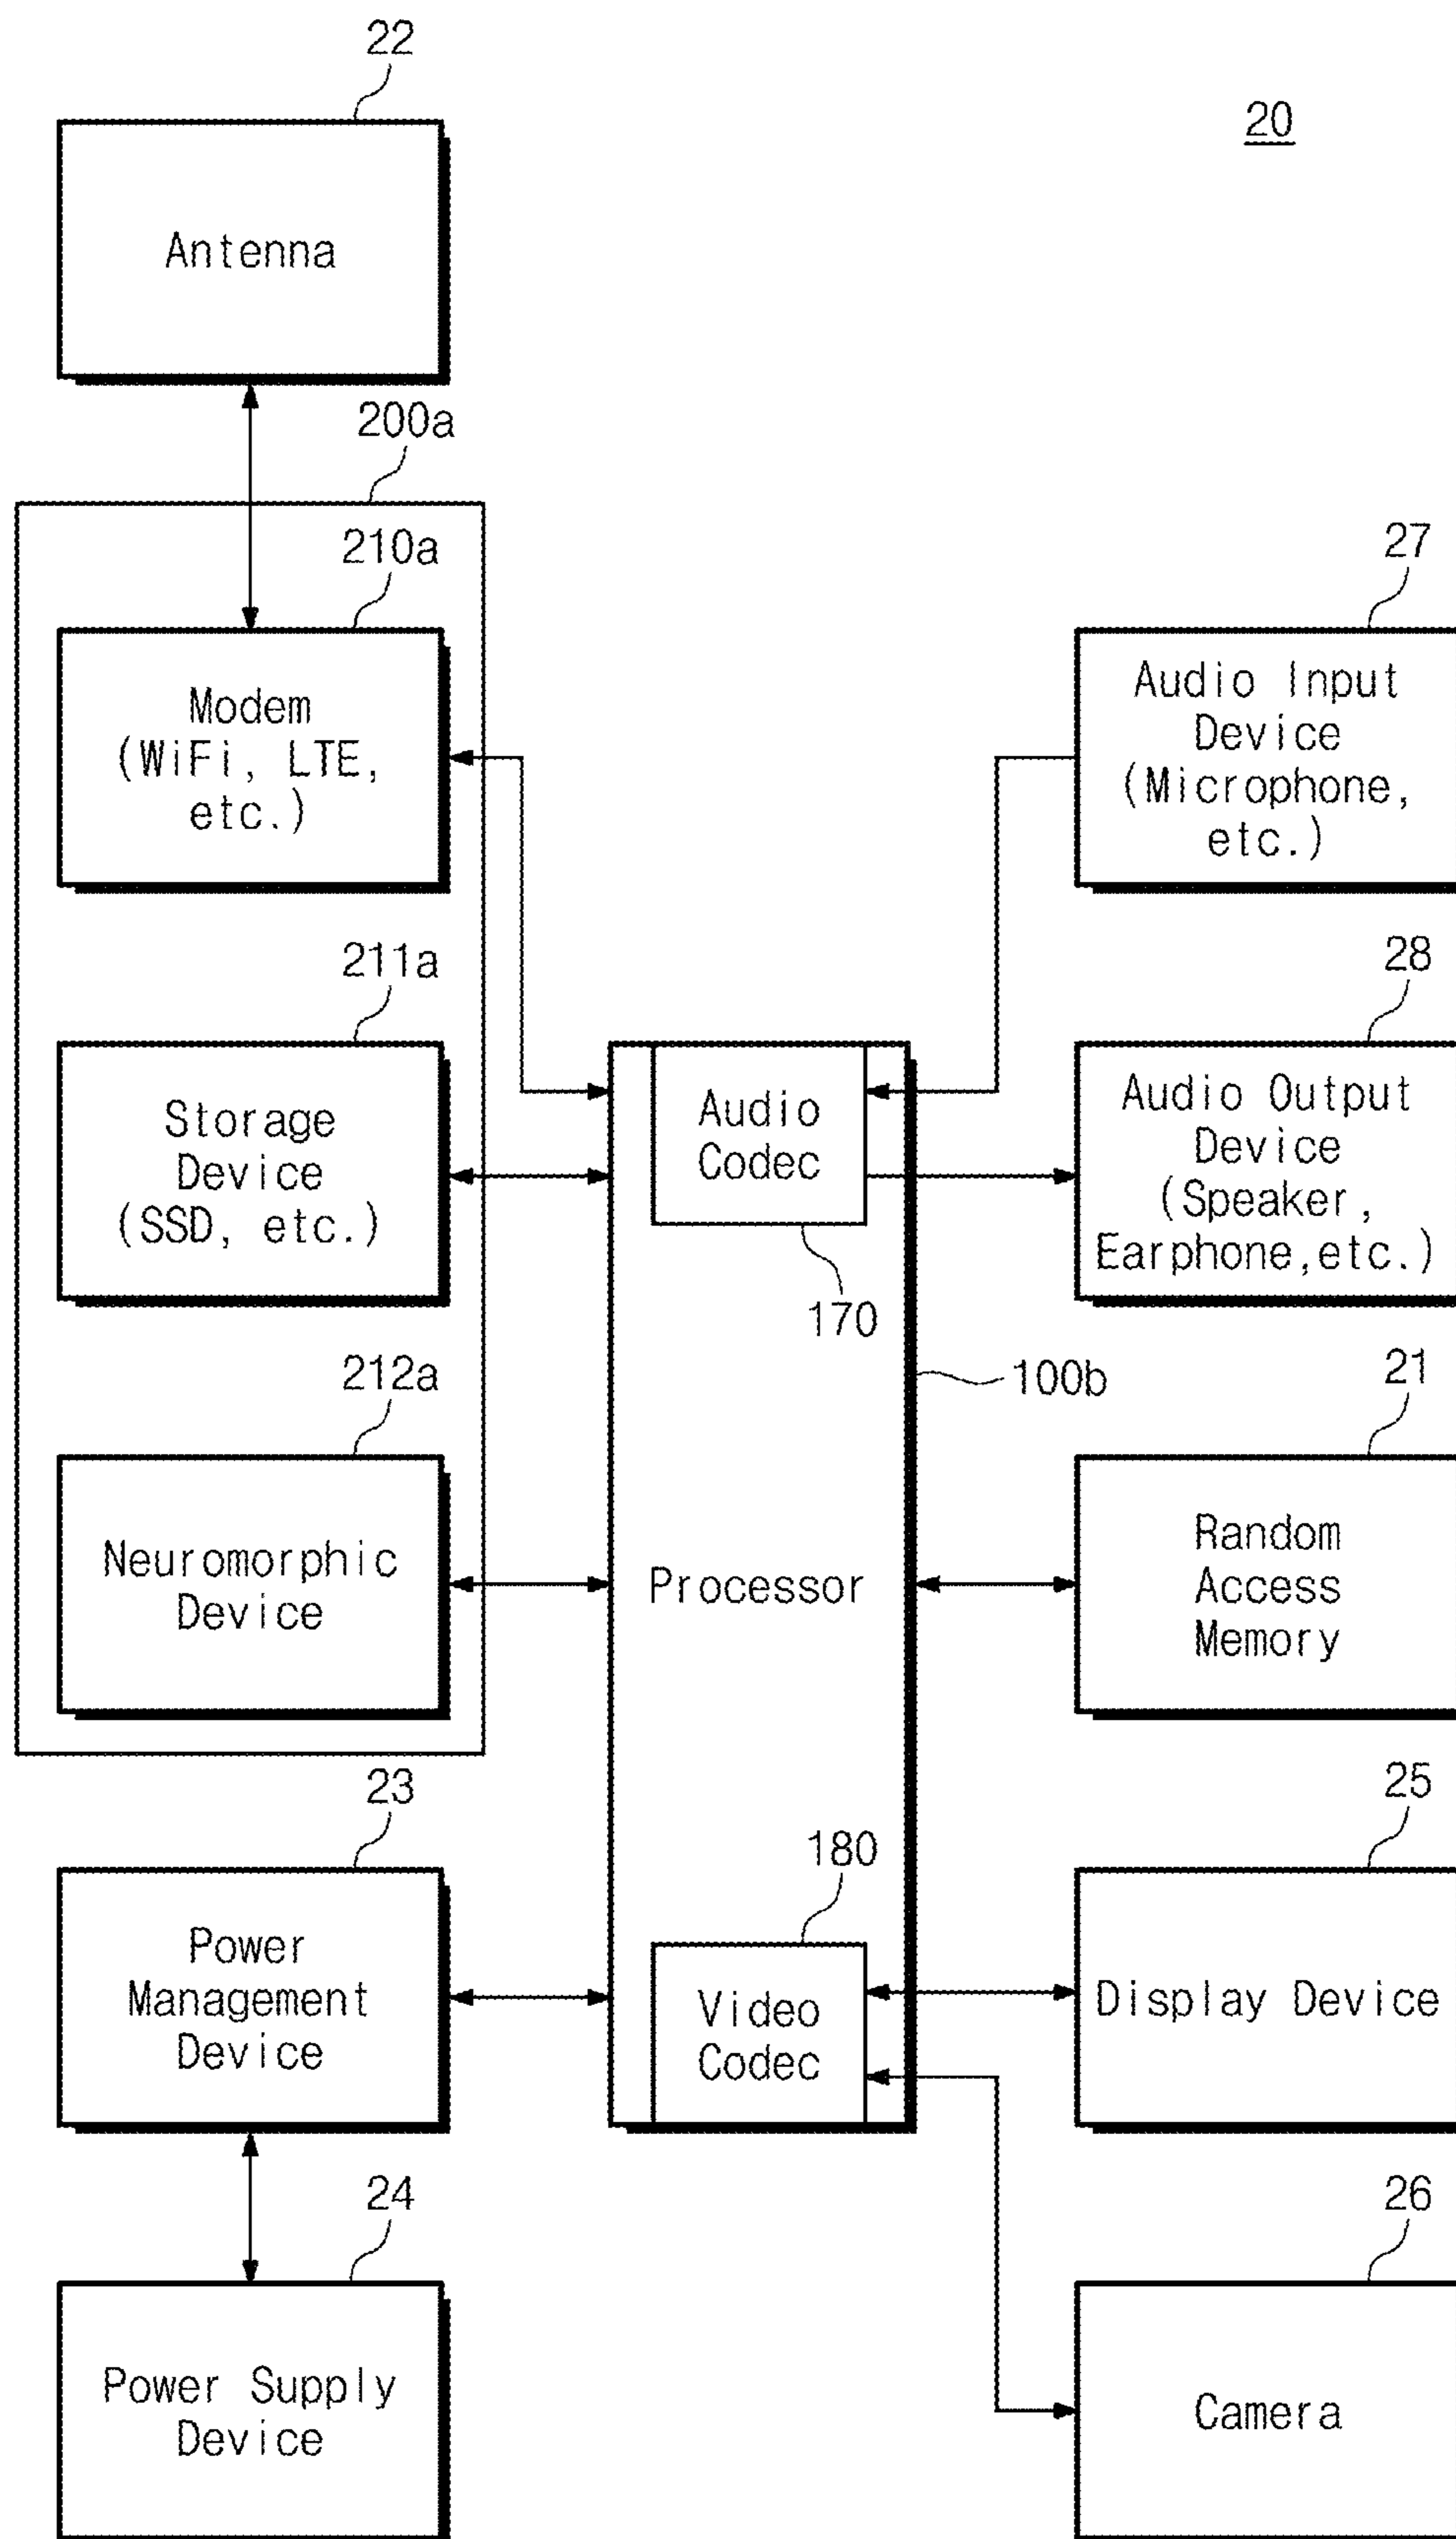 22
20
Antenna
200a
210a
Modem
(WiFi, LTE,
etc.)
27
Audio Input
Device
(Microphone,
etc.)
211a
Storage
Device
(SSD, etc.)
Audio
Codec
170
28
Audio Output
Device
(Speaker,
Earphone,etc.)
212a
Neuromorphic
Device
Processor
100b
21
Random
Access
Memory
23
Power
Management
Device
180
Video
Codec
25
Display Device
24
Power Supply
Device
26
Camera